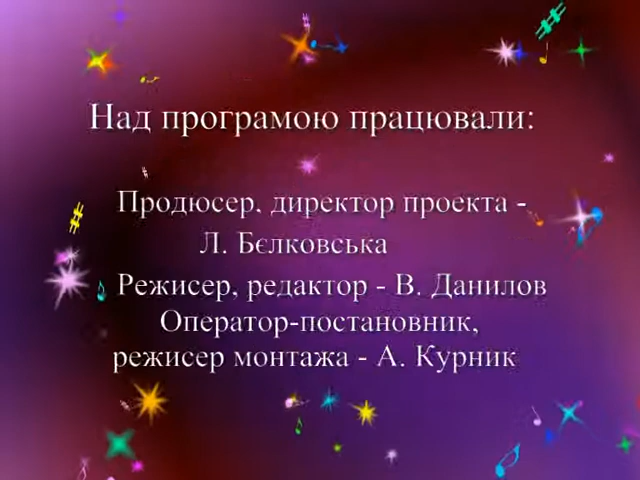 Над програмою працювали:
Продюсер, директор проекта -
Л. Бєлковська
Режисер, редактор - В. Данилов
Оператор-постановник,
режисер монтажа - А. Курник